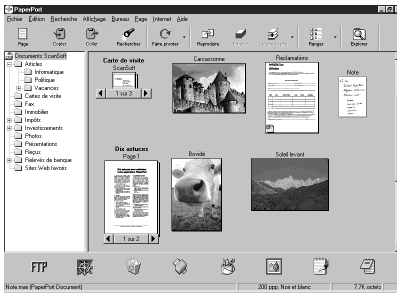 PaperPort
Fichier Édition Recherche Affichage Bureau Page Internet Aide
Page Copier Coller Rechercher Faire pivoter Reproduire Ranger Explorer
Documents ScanSoft
Articles
Informatique
Politique
Vacances
Cartes de visite
Fax
Immobilier
Impôts
Investissements
Photos
Présentations
Reçus
Relevés de banque
Sites Web favoris
Carte de visite
ScanSoft
1 sur 3
Carcassonne
Reclamations
Note
Dix astuces
Page 1
1 sur 2
Bovidé
Soleil levant
FTP
Note.max (PaperPort Document) 200 ppp, Noir et blanc 7,7K octets